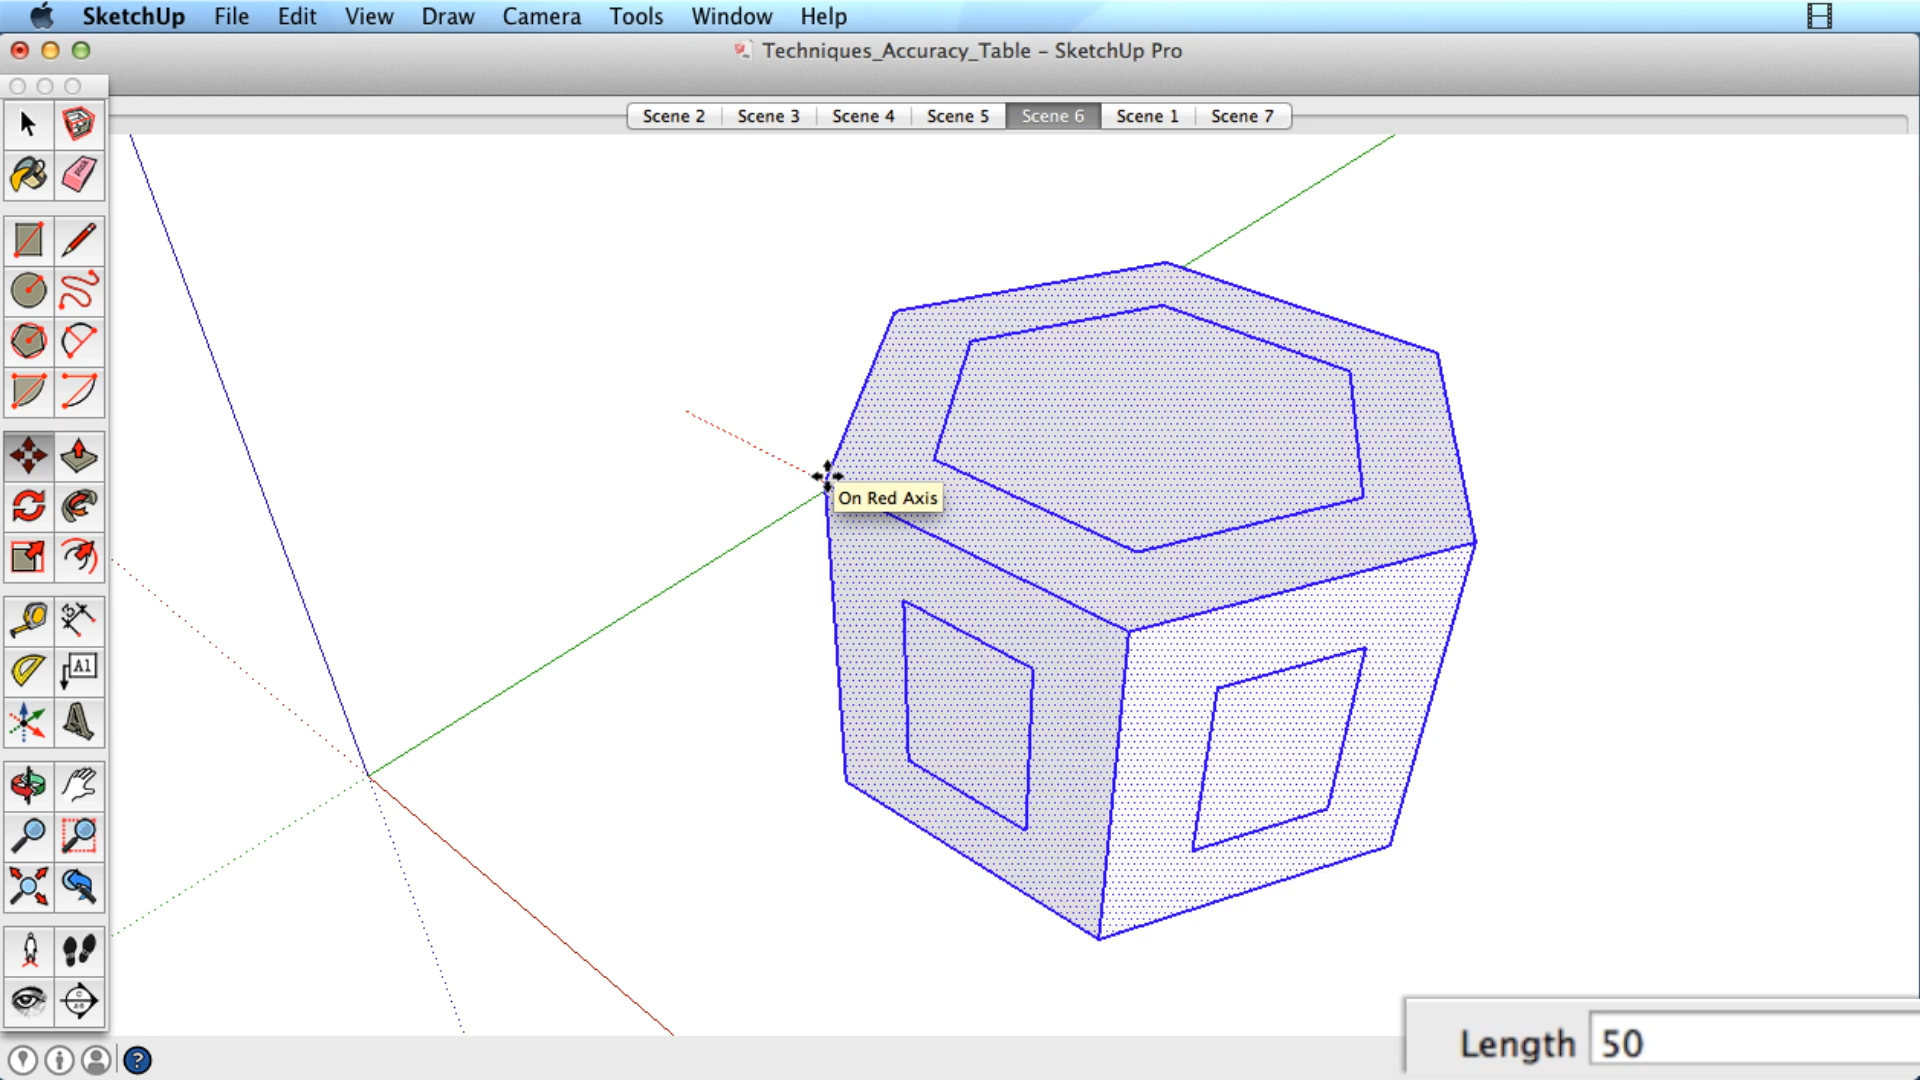 SketchUp File Edit View Draw Camera Tools Window Help
Techniques_Accuracy_Table – SketchUp Pro
Scene 2 Scene 3 Scene 4 Scene 5 Scene 6 Scene 1 Scene 7
On Red Axis
A1
?
Length 50